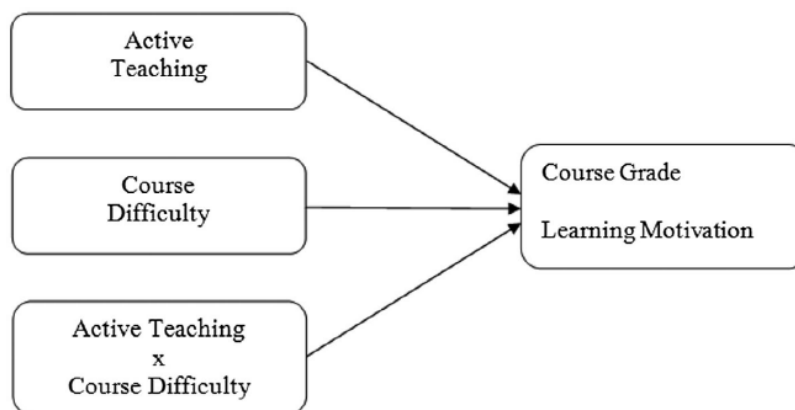 Active
Teaching
Course
Difficulty
Active Teaching
x
Course Difficulty
Course Grade
Learning Motivation